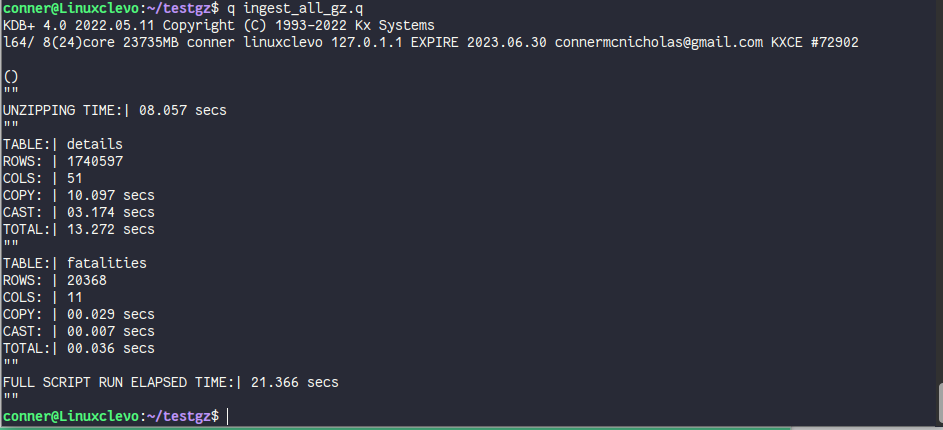 conner@Linuxclevo:~/testgz$ q ingest_all_gz.q
KDB+ 4.0 2022.05.11 Copyright (C) 1993-2022 Kx Systems
l64/ 8(24)core 23735MB conner linuxclevo 127.0.1.1 EXPIRE 2023.06.30 connermcnicholas@gmail.com KXCE #72902
()
""
UNZIPPING TIME:| 08.057 secs
""
TABLE:| details
ROWS: | 1740597
COLS: | 51
COPY: | 10.097 secs
CAST: | 03.174 secs
TOTAL:| 13.272 secs
""
TABLE:| fatalities
ROWS: | 20368
COLS: | 11
COPY: | 00.029 secs
CAST: | 00.007 secs
TOTAL:| 00.036 secs
""
FULL SCRIPT RUN ELAPSED TIME:| 21.366 secs
""
conner@Linuxclevo:~/testgz$